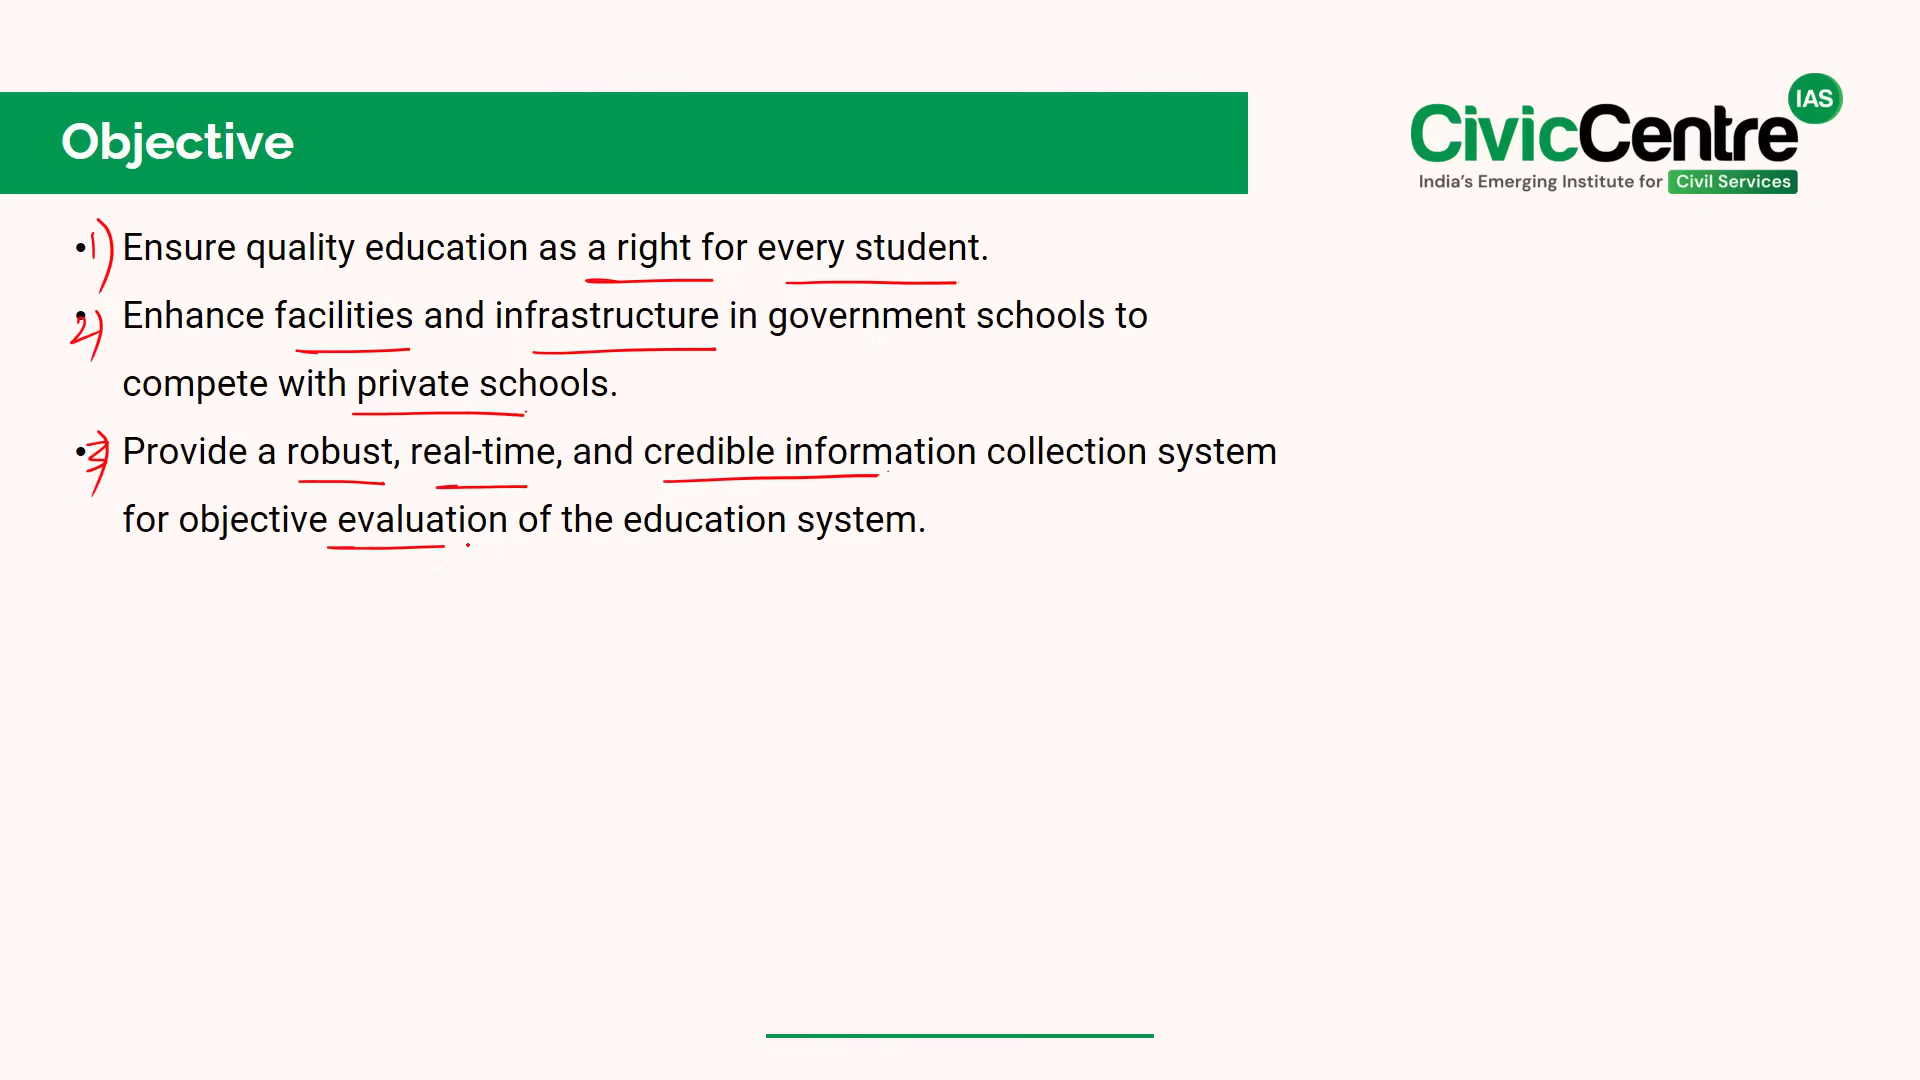 Objective
IAS
CivicCentre
India's Emerging Institute for Civil Services
• 1) Ensure quality education as a right for every student.
• 2) Enhance facilities and infrastructure in government schools to
compete with private schools.
• 3) Provide a robust, real-time, and credible information collection system
for objective evaluation of the education system.